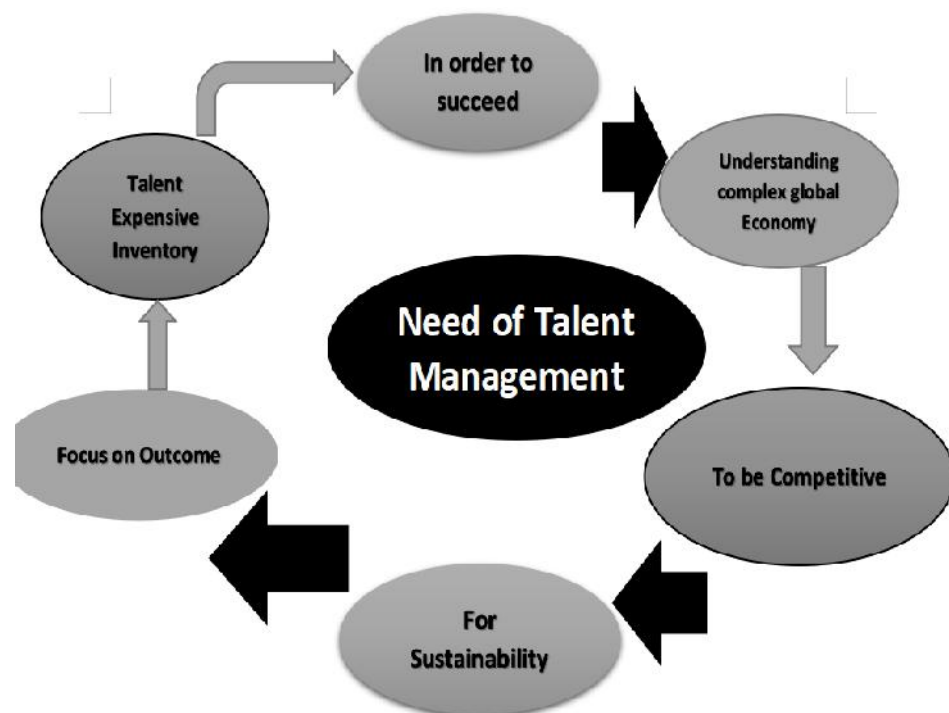 In order to
succeed
Understanding
complex global
Economy
To be Competitive
For
Sustainability
Focus on Outcome
Talent
Expensive
Inventory
Need of Talent
Management